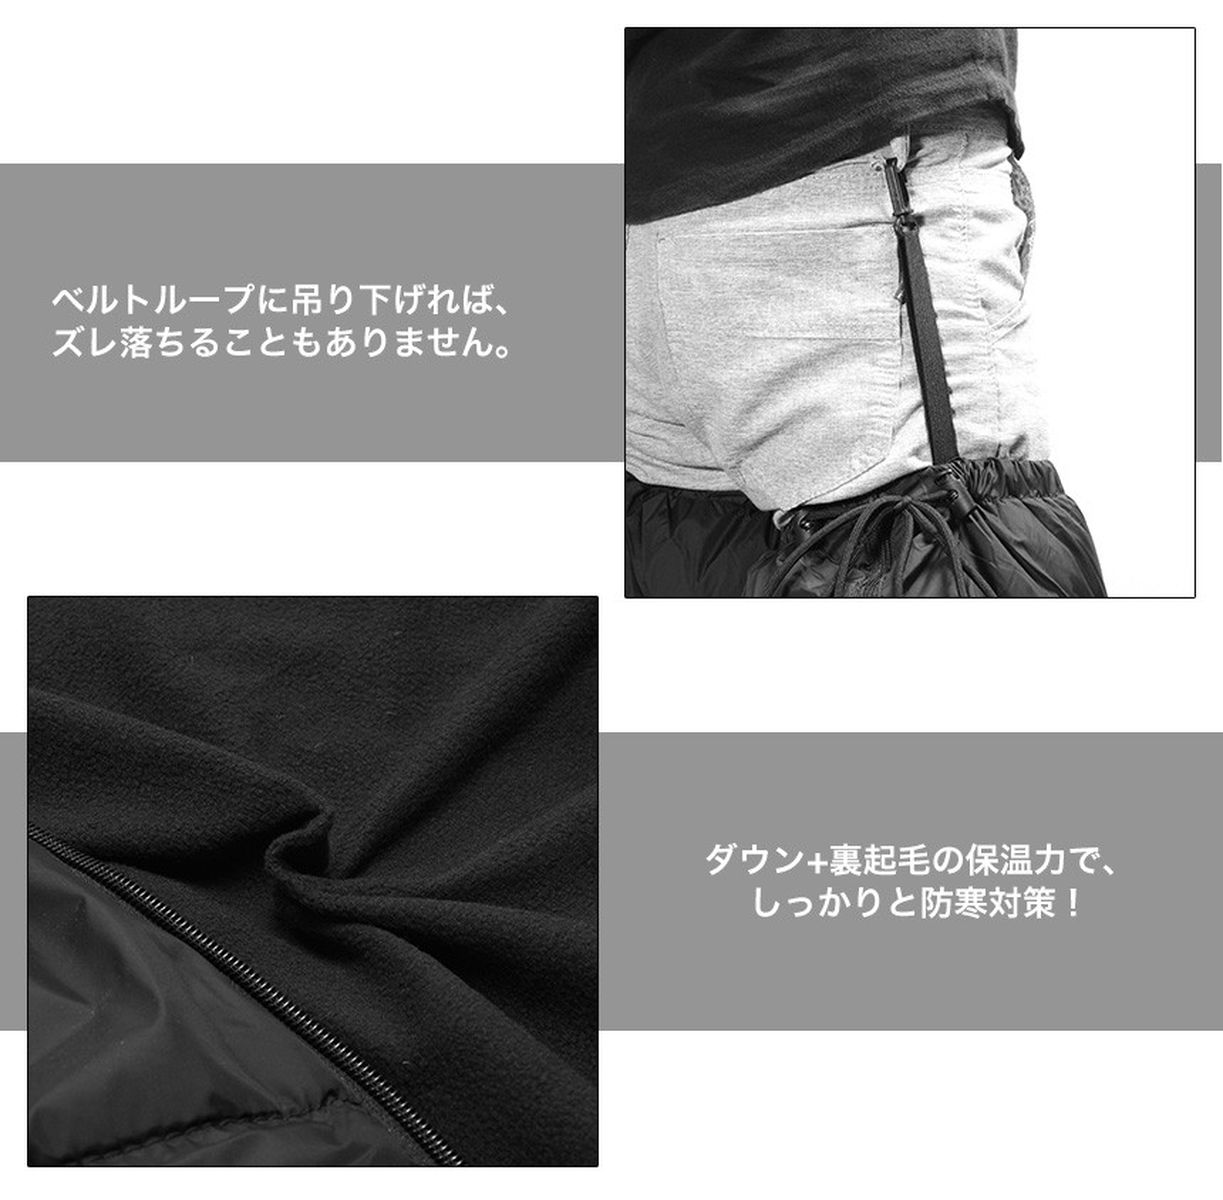 ベルトループに吊り下げれば、
ズレ落ちることもありません。
ダウン+裏起毛の保温力で、
しっかりと防寒対策！